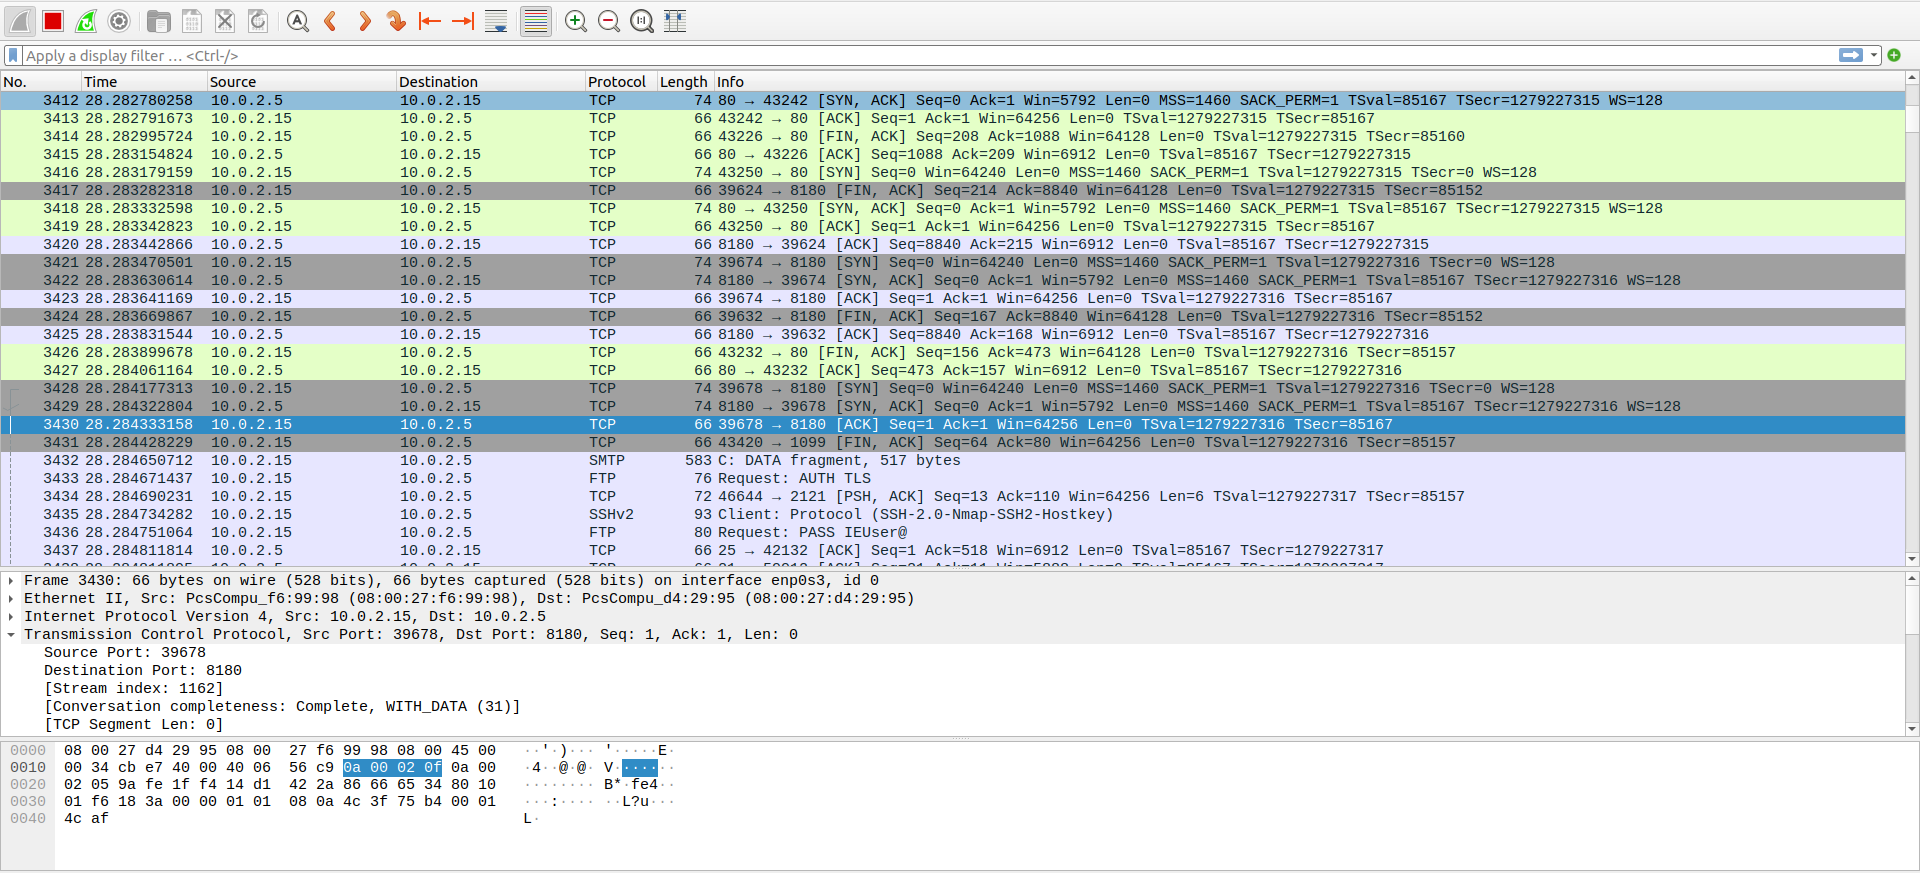 Apply a display filter … <Ctrl-/>
No. Time Source Destination Protocol Length Info
3412 28.282780258 10.0.2.5 10.0.2.15 TCP 74 80 → 43242 [SYN, ACK] Seq=0 Ack=1 Win=5792 Len=0 MSS=1460 SACK_PERM=1 TSval=85167 TSecr=1279227315 WS=128
3413 28.282791673 10.0.2.15 10.0.2.5 TCP 66 43242 → 80 [ACK] Seq=1 Ack=1 Win=64256 Len=0 TSval=1279227315 TSecr=85167
3414 28.282995724 10.0.2.15 10.0.2.5 TCP 66 43226 → 80 [FIN, ACK] Seq=208 Ack=1088 Win=64128 Len=0 TSval=1279227315 TSecr=85160
3415 28.283154824 10.0.2.5 10.0.2.15 TCP 66 80 → 43226 [ACK] Seq=1088 Ack=209 Win=6912 Len=0 TSval=85167 TSecr=1279227315
3416 28.283179159 10.0.2.15 10.0.2.5 TCP 74 43250 → 80 [SYN] Seq=0 Win=64240 Len=0 MSS=1460 SACK_PERM=1 TSval=1279227315 TSecr=0 WS=128
3417 28.283282318 10.0.2.15 10.0.2.5 TCP 66 39624 → 8180 [FIN, ACK] Seq=214 Ack=8840 Win=64128 Len=0 TSval=1279227315 TSecr=85152
3418 28.283332598 10.0.2.5 10.0.2.15 TCP 74 80 → 43250 [SYN, ACK] Seq=0 Ack=1 Win=5792 Len=0 MSS=1460 SACK_PERM=1 TSval=85167 TSecr=1279227315 WS=128
3419 28.283342823 10.0.2.15 10.0.2.5 TCP 66 43250 → 80 [ACK] Seq=1 Ack=1 Win=64256 Len=0 TSval=1279227315 TSecr=85167
3420 28.283442866 10.0.2.5 10.0.2.15 TCP 66 8180 → 39624 [ACK] Seq=8840 Ack=215 Win=6912 Len=0 TSval=85167 TSecr=1279227315
3421 28.283470501 10.0.2.15 10.0.2.5 TCP 74 39674 → 8180 [SYN] Seq=0 Win=64240 Len=0 MSS=1460 SACK_PERM=1 TSval=1279227316 TSecr=0 WS=128
3422 28.283630614 10.0.2.5 10.0.2.15 TCP 74 8180 → 39674 [SYN, ACK] Seq=0 Ack=1 Win=5792 Len=0 MSS=1460 SACK_PERM=1 TSval=85167 TSecr=1279227316 WS=128
3423 28.283641169 10.0.2.15 10.0.2.5 TCP 66 39674 → 8180 [ACK] Seq=1 Ack=1 Win=64256 Len=0 TSval=1279227316 TSecr=85167
3424 28.283669867 10.0.2.15 10.0.2.5 TCP 66 39632 → 8180 [FIN, ACK] Seq=167 Ack=8840 Win=64128 Len=0 TSval=1279227316 TSecr=85152
3425 28.283831544 10.0.2.5 10.0.2.15 TCP 66 8180 → 39632 [ACK] Seq=8840 Ack=168 Win=6912 Len=0 TSval=85167 TSecr=1279227316
3426 28.283899678 10.0.2.15 10.0.2.5 TCP 66 43232 → 80 [FIN, ACK] Seq=156 Ack=473 Win=64128 Len=0 TSval=1279227316 TSecr=85157
3427 28.284061164 10.0.2.5 10.0.2.15 TCP 66 80 → 43232 [ACK] Seq=473 Ack=157 Win=6912 Len=0 TSval=85167 TSecr=1279227316
3428 28.284177313 10.0.2.15 10.0.2.5 TCP 74 39678 → 8180 [SYN] Seq=0 Win=64240 Len=0 MSS=1460 SACK_PERM=1 TSval=1279227316 TSecr=0 WS=128
3429 28.284322804 10.0.2.5 10.0.2.15 TCP 74 8180 → 39678 [SYN, ACK] Seq=0 Ack=1 Win=5792 Len=0 MSS=1460 SACK_PERM=1 TSval=85167 TSecr=1279227316 WS=128
3430 28.284333158 10.0.2.15 10.0.2.5 TCP 66 39678 → 8180 [ACK] Seq=1 Ack=1 Win=64256 Len=0 TSval=1279227316 TSecr=85167
3431 28.284428229 10.0.2.15 10.0.2.5 TCP 66 43420 → 1099 [FIN, ACK] Seq=64 Ack=80 Win=64256 Len=0 TSval=1279227316 TSecr=85157
3432 28.284650712 10.0.2.15 10.0.2.5 SMTP 583 C: DATA fragment, 517 bytes
3433 28.284671437 10.0.2.15 10.0.2.5 FTP 76 Request: AUTH TLS
3434 28.284690231 10.0.2.15 10.0.2.5 TCP 72 46644 → 2121 [PSH, ACK] Seq=13 Ack=110 Win=64256 Len=6 TSval=1279227317 TSecr=85157
3435 28.284734282 10.0.2.15 10.0.2.5 SSHv2 93 Client: Protocol (SSH-2.0-Nmap-SSH2-Hostkey)
3436 28.284751064 10.0.2.15 10.0.2.5 FTP 80 Request: PASS IEUser@
3437 28.284811814 10.0.2.5 10.0.2.15 TCP 66 25 → 42132 [ACK] Seq=1 Ack=518 Win=6912 Len=0 TSval=85167 TSecr=1279227317
Frame 3430: 66 bytes on wire (528 bits), 66 bytes captured (528 bits) on interface enp0s3, id 0
Ethernet II, Src: PcsCompu_f6:99:98 (08:00:27:f6:99:98), Dst: PcsCompu_d4:29:95 (08:00:27:d4:29:95)
Internet Protocol Version 4, Src: 10.0.2.15, Dst: 10.0.2.5
Transmission Control Protocol, Src Port: 39678, Dst Port: 8180, Seq: 1, Ack: 1, Len: 0
Source Port: 39678
Destination Port: 8180
[Stream index: 1162]
[Conversation completeness: Complete, WITH_DATA (31)]
[TCP Segment Len: 0]
0000 08 00 27 d4 29 95 08 00 27 f6 99 98 08 00 45 00 ··'·)··· '·····E·
0010 00 34 cb e7 40 00 40 06 56 c9 0a 00 02 0f 0a 00 ·4··@·@· V·······
0020 02 05 9a fe 1f f4 14 d1 42 2a 86 66 65 34 80 10 ········ B*·fe4··
0030 01 f6 18 3a 00 00 01 01 08 0a 4c 3f 75 b4 00 01 ···:···· ··L?u···
0040 4c af L·